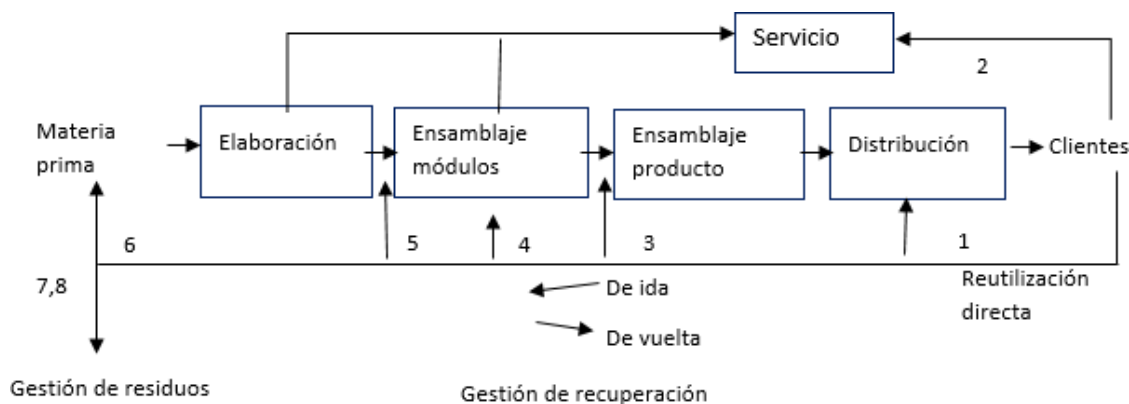 Servicio
2
Materia
prima
Elaboración
Ensamblaje
módulos
Ensamblaje
producto
Distribución
Clientes
6
5
4
3
1
7,8
De ida
Reutilización
directa
De vuelta
Gestión de residuos
Gestión de recuperación